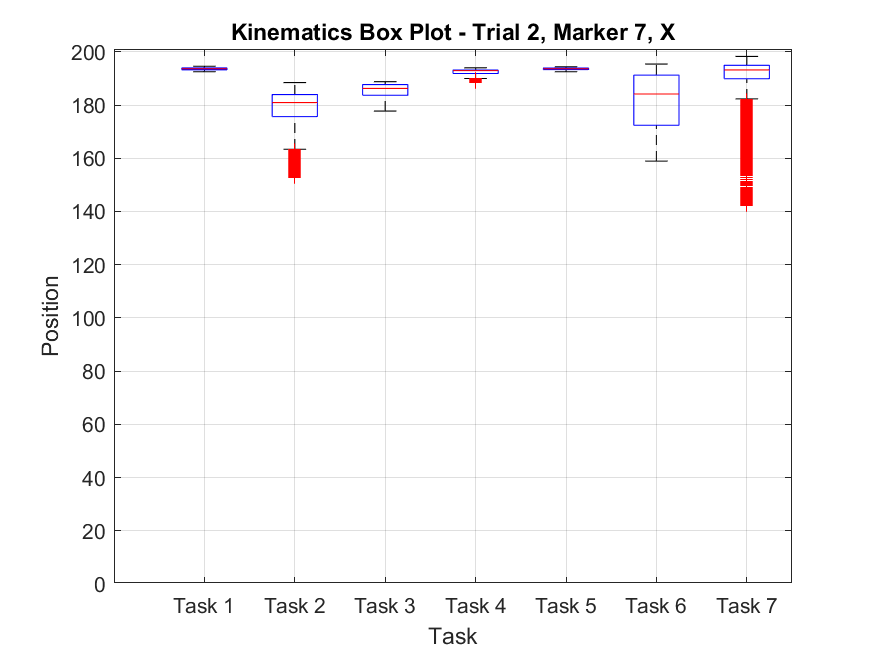 Kinematics Box Plot - Trial 2, Marker 7, X
200
180
160
140
120
100
80
60
40
20
0
Position
Task 1 Task 2 Task 3 Task 4 Task 5 Task 6 Task 7
Task